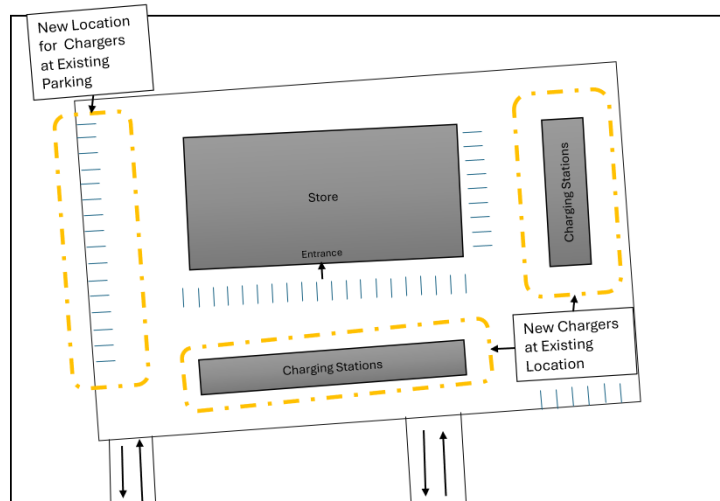 New Location
for Chargers
at Existing
Parking
Store
Entrance
Charging Stations
Charging Stations
New Chargers
at Existing
Location